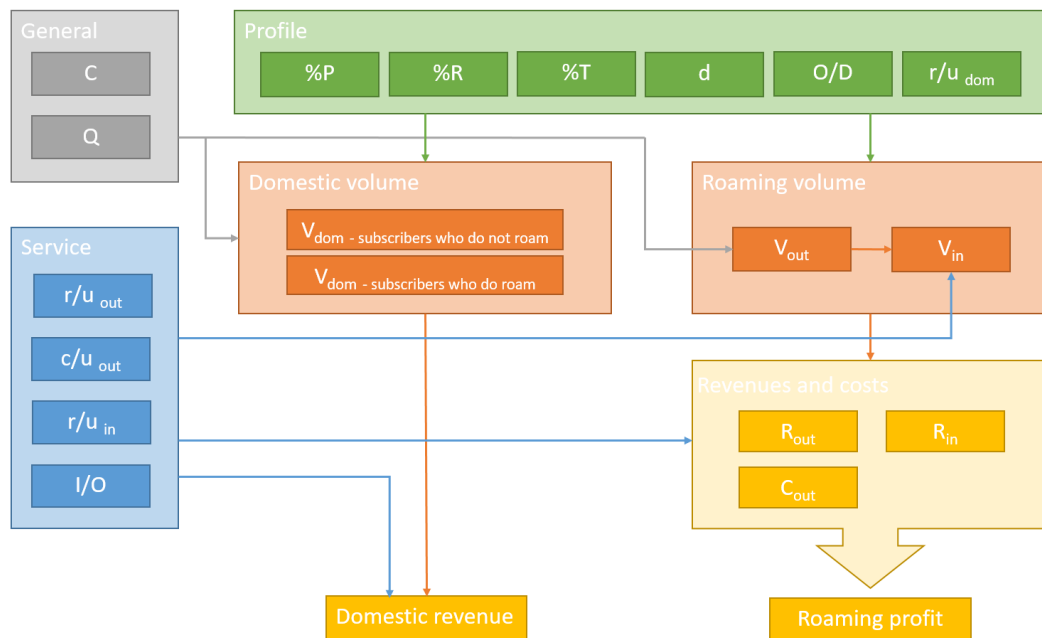 General
C
Q
Profile
%P
%R
%T
d
O/D
r/u dom
Domestic volume
Vdom - subscribers who do not roam
Vdom - subscribers who do roam
Roaming volume
Vout
Vin
Service
r/u out
c/u out
r/u in
I/O
Revenues and costs
Rout
Rin
Cout
Domestic revenue
Roaming profit